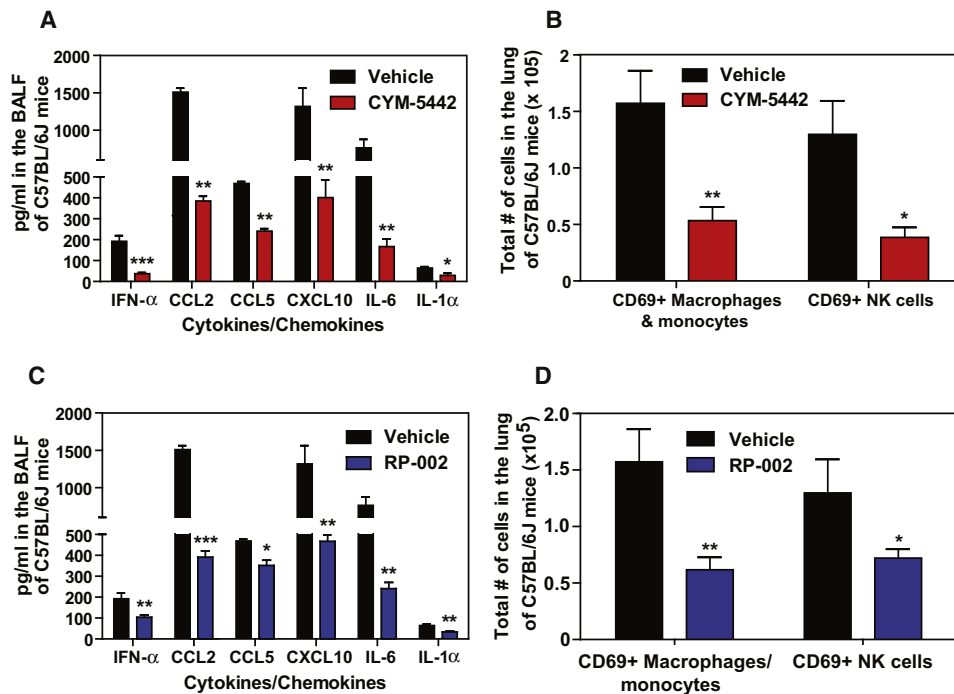 A
pg/ml in the BALF
of C57BL/6J mice
2000
1500
1000
500
400
300
200
100
0
Vehicle
CYM-5442
***
**
**
**
**
*
IFN-α CCL2 CCL5 CXCL10 IL-6 IL-1α
Cytokines/Chemokines
B
Total # of cells in the lung
of C57BL/6J mice (x 105)
2
1.5
1
0.5
0
Vehicle
CYM-5442
**
*
CD69+ Macrophages
& monocytes
CD69+ NK cells
C
pg/ml in the BALF
of C57BL/6J mice
2000
1500
1000
500
400
300
200
100
0
Vehicle
RP-002
**
***
*
**
**
**
IFN-α CCL2 CCL5 CXCL10 IL-6 IL-1α
Cytokines/Chemokines
D
Total # of cells in the lung
of C57BL/6J mice (x10⁵)
2.0
1.5
1.0
0.5
0
Vehicle
RP-002
**
*
CD69+ Macrophages/
monocytes
CD69+ NK cells